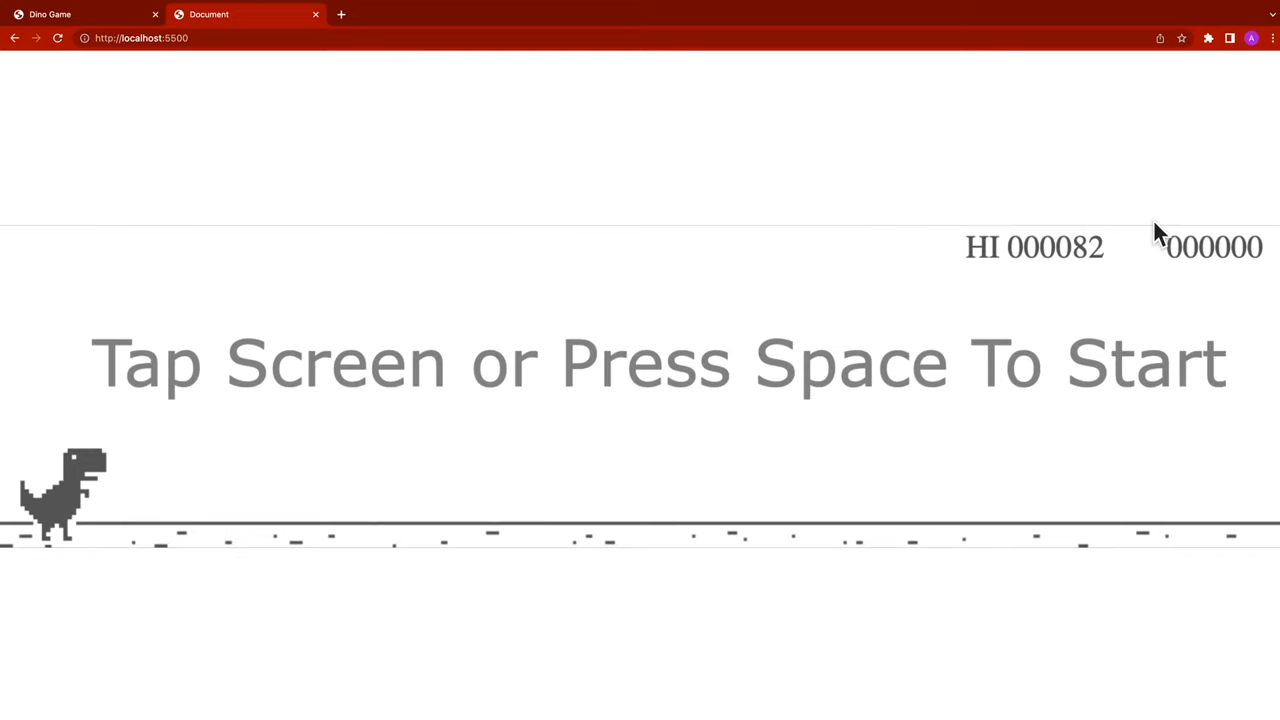 Dino Game
Document
http://localhost:5500
A
HI 000082 000000
Tap Screen or Press Space To Start